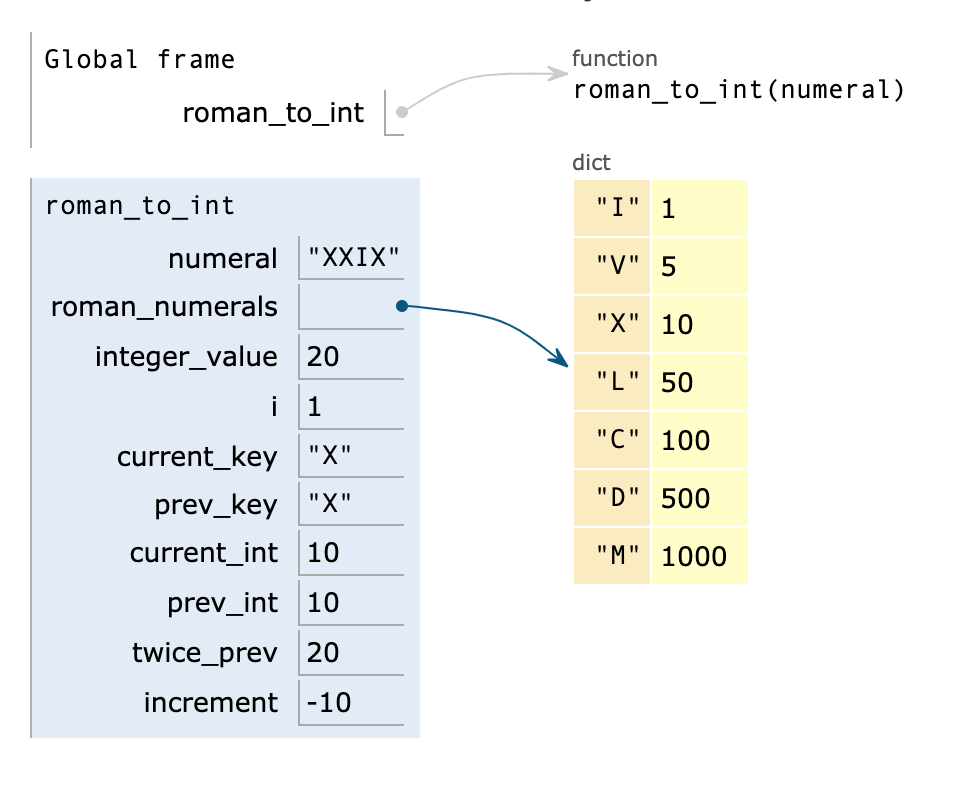 Global frame
function
roman_to_int(numeral)
roman_to_int
dict
"I" 1
"V" 5
"X" 10
"L" 50
"C" 100
"D" 500
"M" 1000
roman_to_int
numeral "XXIX"
roman_numerals
integer_value 20
i 1
current_key "X"
prev_key "X"
current_int 10
prev_int 10
twice_prev 20
increment -10